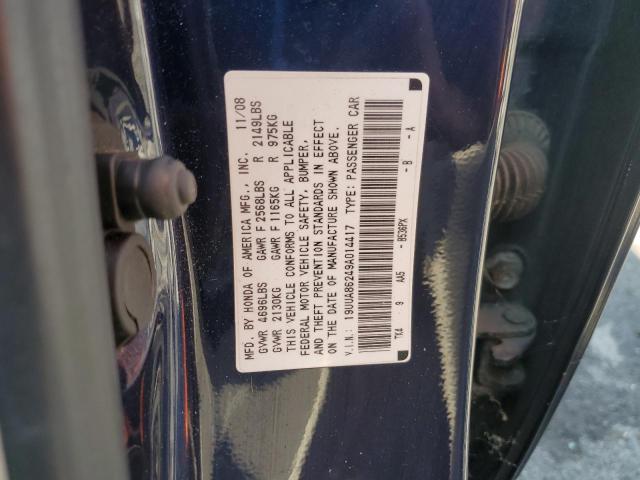 MFD. BY HONDA OF AMERICA MFG., INC. 11/08
GVWR 4696LBS GAWR F 2568LBS R 2149LBS
GVWR 2130KG GAWR F 1165KG R 975KG
THIS VEHICLE CONFORMS TO ALL APPLICABLE
FEDERAL MOTOR VEHICLE SAFETY, BUMPER,
AND THEFT PREVENTION STANDARDS IN EFFECT
ON THE DATE OF MANUFACTURE SHOWN ABOVE.
V.I.N.: 19UUA86249A014417 TYPE: PASSENGER CAR
TK4 9 AA5 - B536PX - B - A